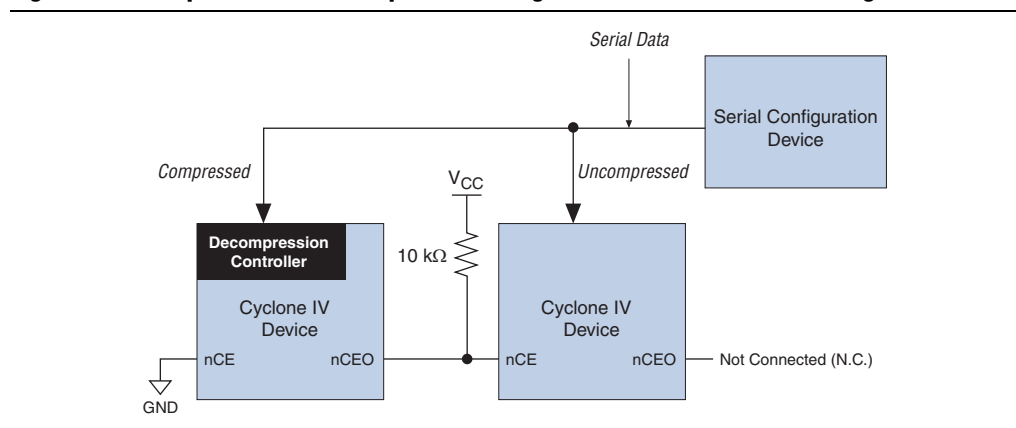 Serial Data
Serial Configuration
Device
Compressed
Uncompressed
VCC
10 kΩ
Decompression
Controller
Cyclone IV
Device
nCE
nCEO
Cyclone IV
Device
nCE
nCEO
Not Connected (N.C.)
GND